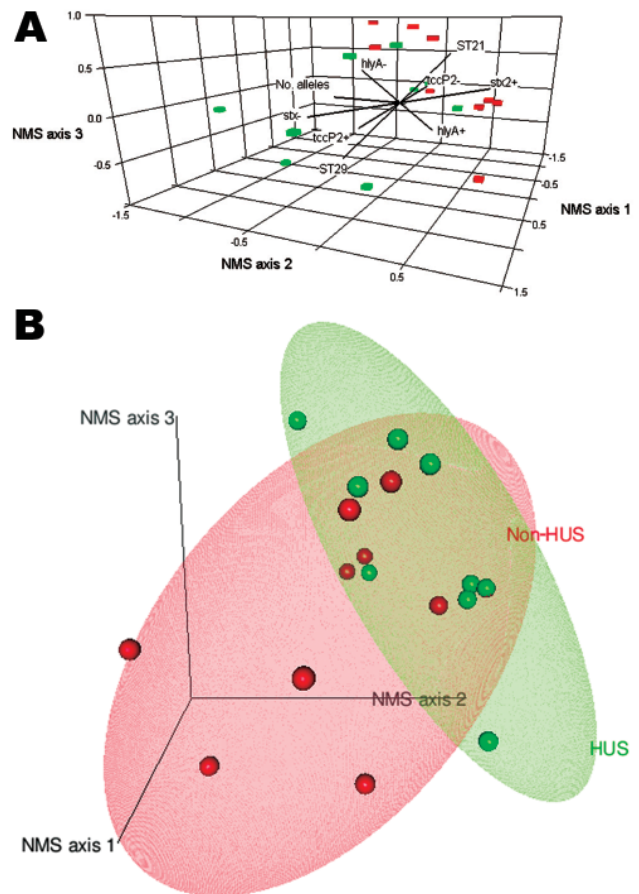 A
1.0
0.5
0.0
-0.5
-1.5
NMS axis 3
ST21
hlyA-
tccP2-
stx2+
No. alleles
stx-
tccP2+
hlyA+
ST29
-1.5
-0.5
0.5
1.5
NMS axis 1
-0.5
0.5
NMS axis 2
B
NMS axis 3
Non-HUS
NMS axis 2
HUS
NMS axis 1